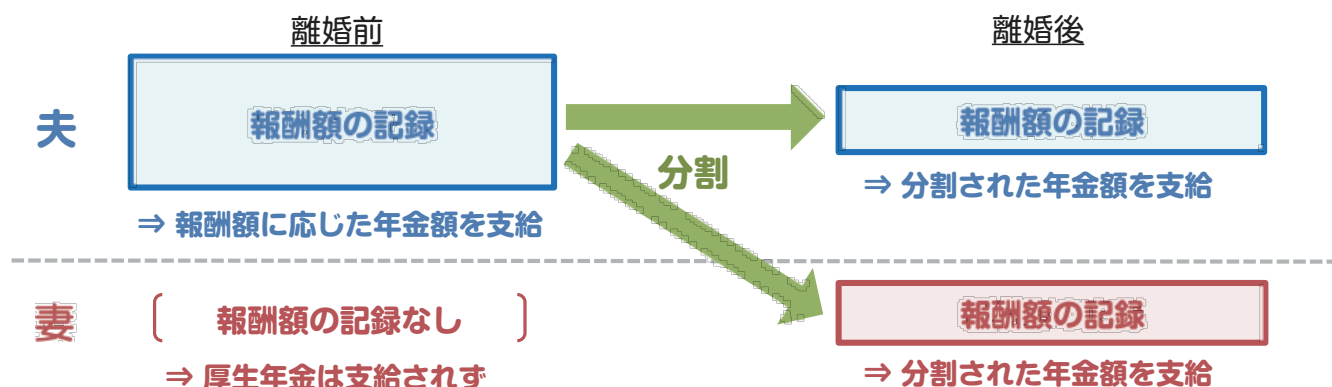 離婚前
離婚後
夫
報酬額の記録
報酬額の記録
分割
⇒ 分割された年金額を支給
⇒ 報酬額に応じた年金額を支給
妻
報酬額の記録なし
報酬額の記録
⇒ 厚生年金は支給されず
⇒ 分割された年金額を支給